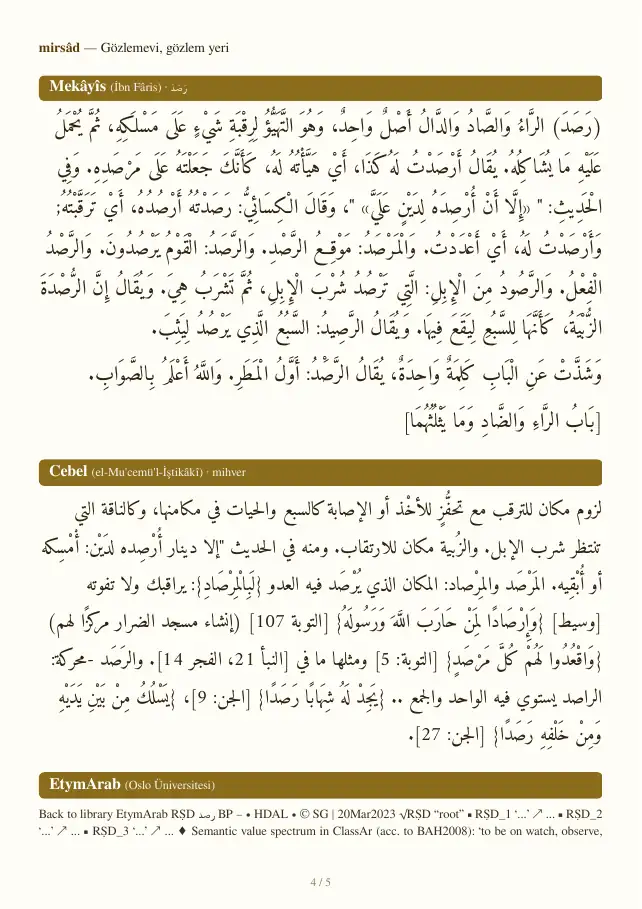 mirsâd — Gözlemevi, gözlem yeri
Mekâyîs (İbn Fâris) · رَصَدَ
(رَصَدَ) الرَّاءُ وَالصَّادُ وَالدَّالُ أَصْلٌ وَاحِدٌ، وَهُوَ التَّهَيُّؤُ لِرِقْبَةِ شَيْءٍ عَلَى مَسْلَكِهِ، ثُمَّ يُحْمَلُ
عَلَيْهِ مَا يُشَاكِلُهُ. يُقَالُ أَرْصَدْتُ لَهُ كَذَا، أَيْ هَيَّأْتُهُ لَهُ، كَأَنَّكَ جَعَلْتَهُ عَلَى مَرْصَدِهِ. وَفِي
الْحَدِيثِ: " «إِلَّا أَنْ أُرْصِدَهُ لِدَيْنٍ عَلَيَّ» "، وَقَالَ الْكِسَائِيُّ: رَصَدْتُهُ أَرْصُدُهُ، أَيْ تَرَقَّبْتُهُ;
وَأَرْصَدْتُ لَهُ، أَيْ أَعْدَدْتُ. وَالْمَرْصَدُ: مَوْقِعُ الرَّصْدِ. وَالرَّصَدُ: الْقَوْمُ يَرْصُدُونَ. وَالرَّصْدُ
الْفِعْلُ. وَالرَّصُودُ مِنَ الْإِبِلِ: الَّتِي تَرْصُدُ شُرْبَ الْإِبِلِ، ثُمَّ تَشْرَبُ هِيَ. وَيُقَالُ إِنَّ الرُّصْدَةَ
الزُّبْيَةُ، كَأَنَّهَا لِلسَّبُعِ لِيَقَعَ فِيهَا. وَيُقَالُ الرَّصِيدُ: السَّبُعُ الَّذِي يَرْصُدُ لِيَثِبَ.
وَشَذَّتْ عَنِ الْبَابِ كَلِمَةٌ وَاحِدَةٌ، يُقَالُ الرَّصْدُ: أَوَّلُ الْمَطَرِ. وَاللَّهُ أَعْلَمُ بِالصَّوَابِ.
[بَابُ الرَّاءِ وَالضَّادِ وَمَا يَثْلُثُهُمَا]
Cebel (el-Mu'cemü'l-İştikâkî) · mihver
لزوم مكان للترقب مع تحفُّزٍ للأَخْذ أو الإصابة كالسبع والحيات في مكامنها، وكالناقة التي
تنتظر شرب الإبل. والزُبية مكان للارتقاب. ومنه في الحديث "إلا دينار أُرْصِده لدَيْن: أُمْسِكه
أو أُبْقِيه. المَرْصَد والمِرْصاد: المكان الذي يُرْصَد فيه العدو {لَبِالْمِرْصَادِ}: يراقبك ولا تفوته
[وسيط] {وَإِرْصَادًا لِمَنْ حَارَبَ اللَّهَ وَرَسُولَهُ} [التوبة 107] (إنشاء مسجد الضرار مركزًا لهم)
{وَاقْعُدُوا لَهُمْ كُلَّ مَرْصَدٍ} [التوبة: 5] ومثلها ما في [النبأ 21، الفجر 14]. والرَصَد -محركة:
الراصد يستوي فيه الواحد والجمع .. {يَجِدْ لَهُ شِهَابًا رَصَدًا} [الجن: 9]، {يَسْلُكُ مِنْ بَيْنِ يَدَيْهِ
وَمِنْ خَلْفِهِ رَصَدًا} [الجن: 27].
EtymArab (Oslo Üniversitesi)
Back to library EtymArab RṢD رصد BP – • HDAL • © SG | 20Mar2023 √RṢD “root” ▪ RṢD_1 ‘...’ ↗ ... ▪ RṢD_2
‘...’ ↗ ... ▪ RṢD_3 ‘...’ ↗ ... ♦ Semantic value spectrum in ClassAr (acc. to BAH2008): ‘to be on watch, observe,
4 / 5